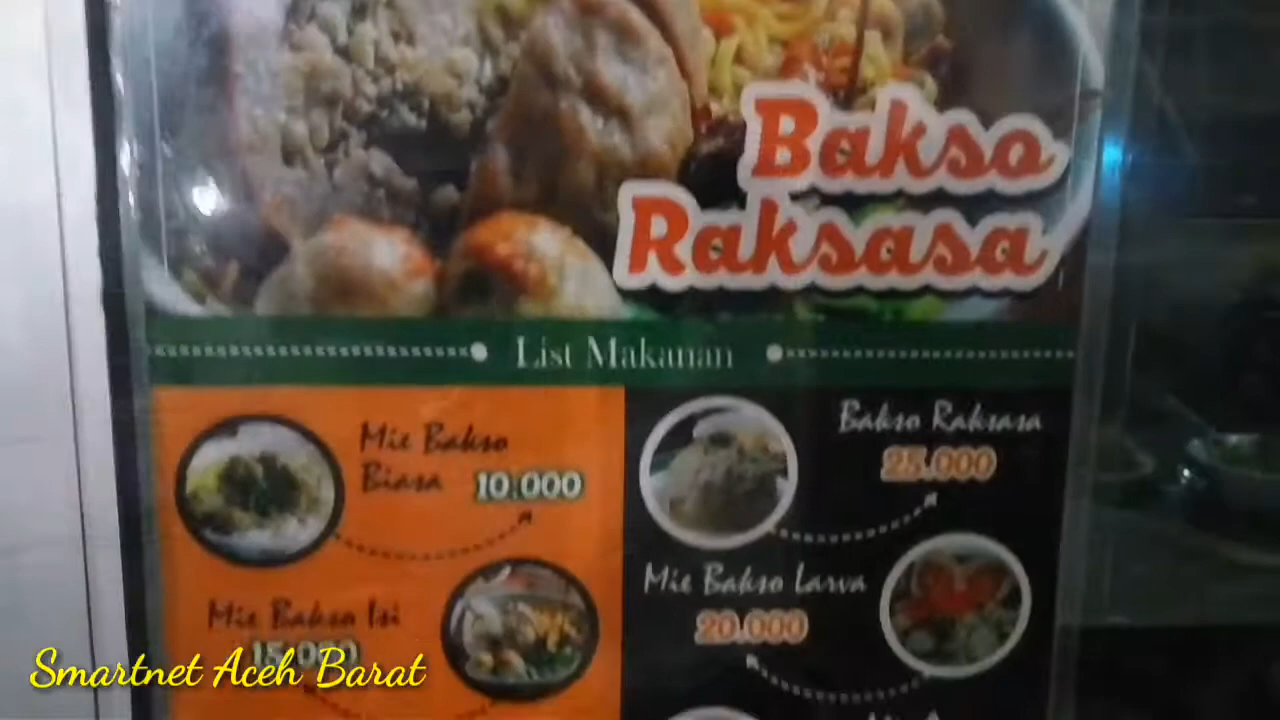 Bakso
Raksasa
List Makanan
Mie Bakso
Biasa 10.000
Bakso Raksasa
25.000
Mie Bakso Larva
20.000
Mie Bakso Isi
15.000
Smartnet Aceh Barat